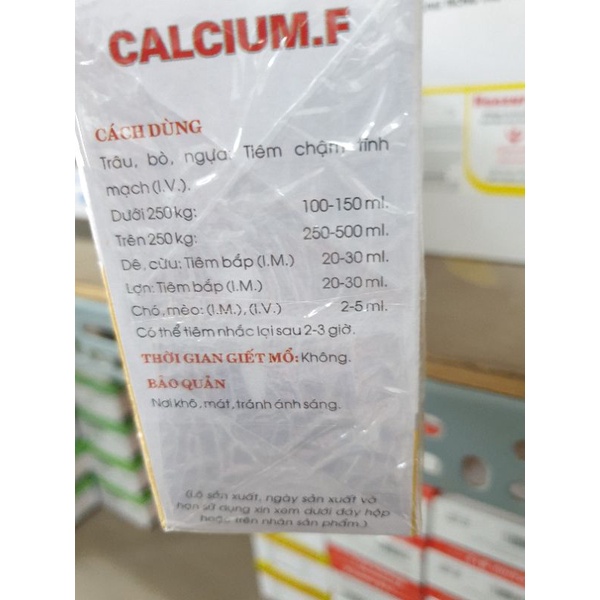 CALCIUM.F
CÁCH DÙNG
Trâu, bò, ngựa: Tiêm chậm tĩnh
mạch (I.V.).
Dưới 250 kg: 100-150 ml.
Trên 250 kg: 250-500 ml.
Dê, cừu: Tiêm bắp (I.M.) 20-30 ml.
Lợn: Tiêm bắp (I.M.) 20-30 ml.
Chó, mèo: (I.M.), (I.V.) 2-5 ml.
Có thể tiêm nhắc lại sau 2-3 giờ.
THỜI GIAN GIẾT MỔ: Không.
BẢO QUẢN
Nơi khô, mát, tránh ánh sáng.
(Lô sản xuất, ngày sản xuất và
hạn sử dụng xin xem dưới đáy hộp
hoặc trên nhãn sản phẩm.)